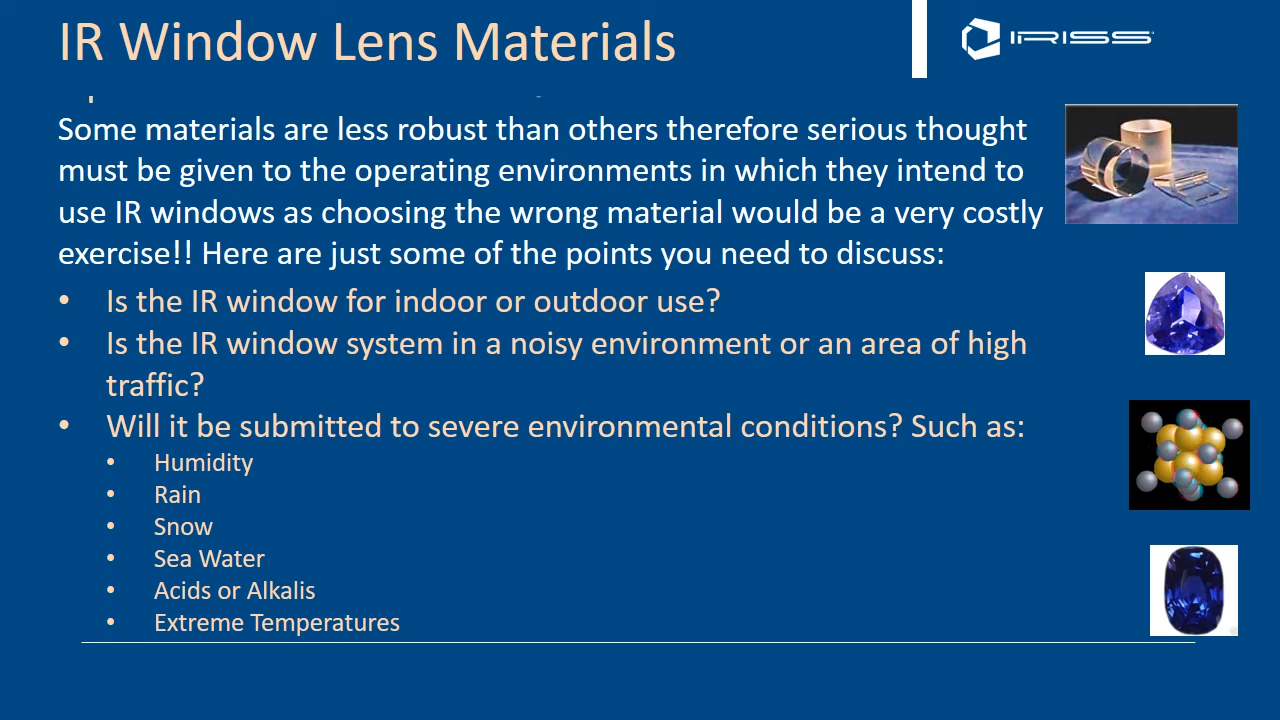 IR Window Lens Materials
IRISS
Some materials are less robust than others therefore serious thought
must be given to the operating environments in which they intend to
use IR windows as choosing the wrong material would be a very costly
exercise!! Here are just some of the points you need to discuss:
• Is the IR window for indoor or outdoor use?
• Is the IR window system in a noisy environment or an area of high
traffic?
• Will it be submitted to severe environmental conditions? Such as:
• Humidity
• Rain
• Snow
• Sea Water
• Acids or Alkalis
• Extreme Temperatures